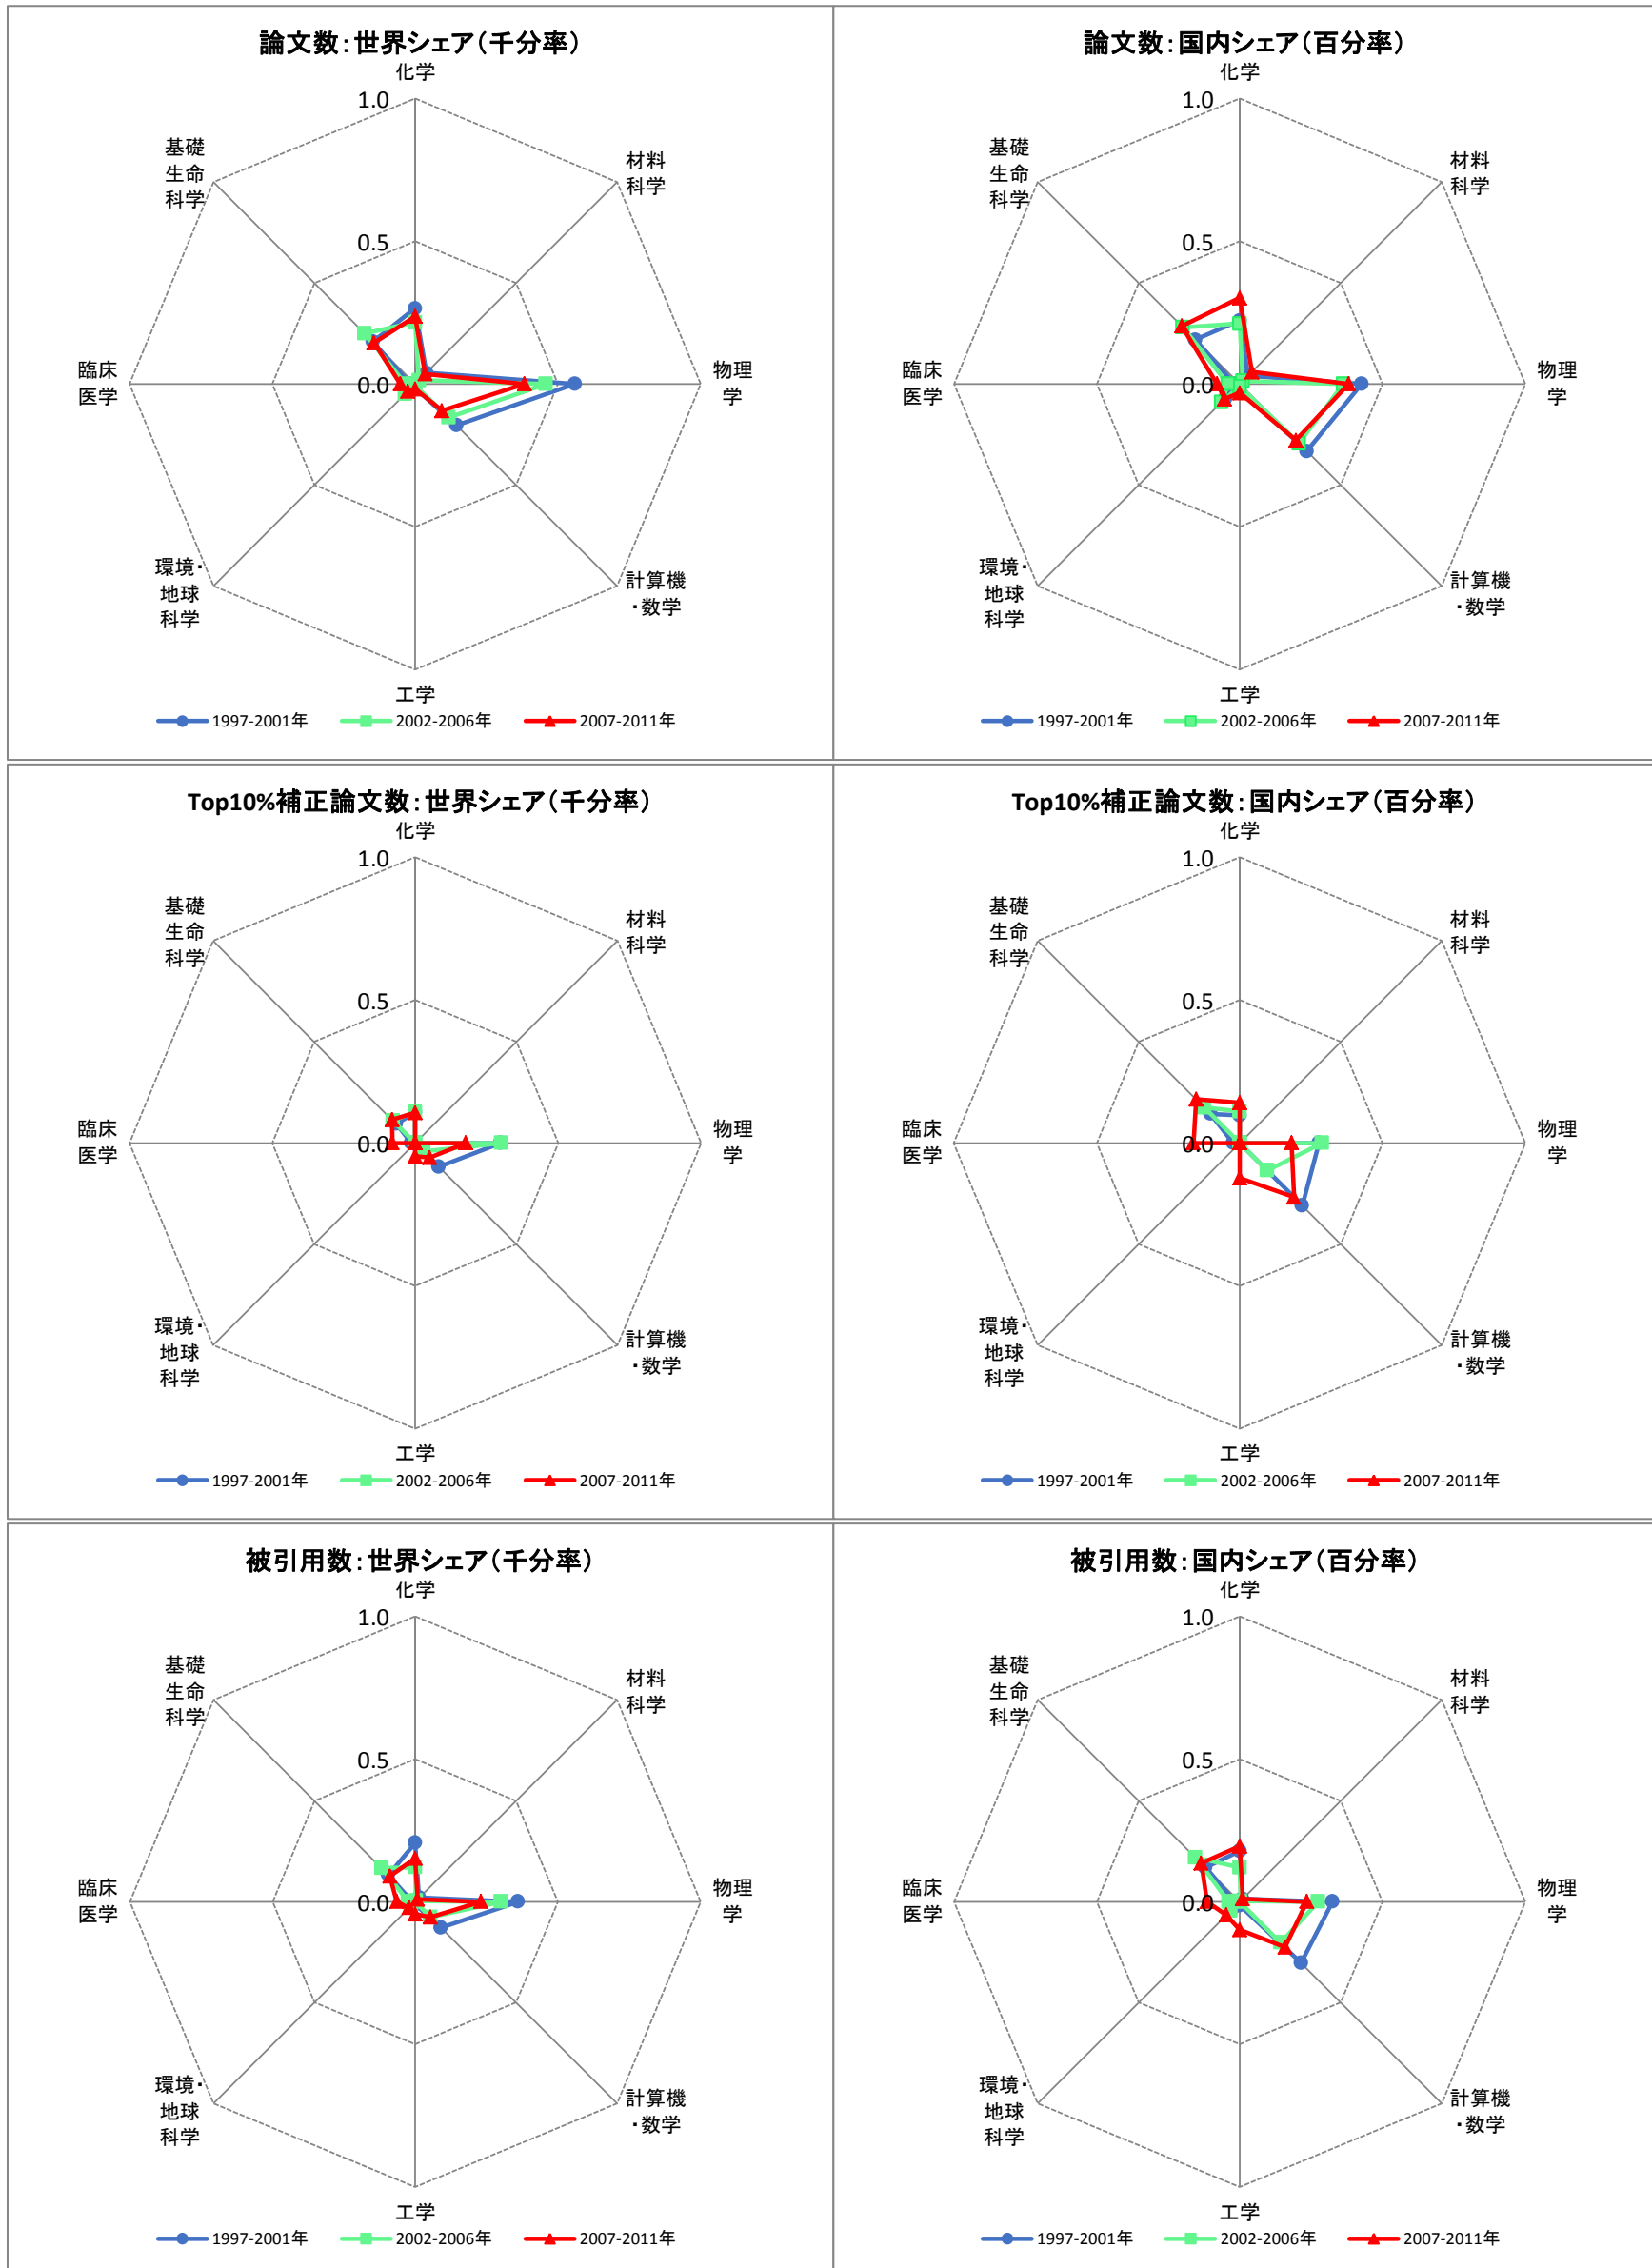 論文数：世界シェア（千分率）
化学
1.0
基礎
生命
科学
材料
科学
0.5
臨床
医学
0.0
物理
学
環境・
地球
科学
計算機
・数学
工学
1997-2001年
2002-2006年
2007-2011年
論文数：国内シェア（百分率）
化学
1.0
基礎
生命
科学
材料
科学
0.5
臨床
医学
0.0
物理
学
環境・
地球
科学
計算機
・数学
工学
1997-2001年
2002-2006年
2007-2011年
Top10%補正論文数：世界シェア（千分率）
化学
1.0
基礎
生命
科学
材料
科学
0.5
臨床
医学
0.0
物理
学
環境・
地球
科学
計算機
・数学
工学
1997-2001年
2002-2006年
2007-2011年
Top10%補正論文数：国内シェア（百分率）
化学
1.0
基礎
生命
科学
材料
科学
0.5
臨床
医学
0.0
物理
学
環境・
地球
科学
計算機
・数学
工学
1997-2001年
2002-2006年
2007-2011年
被引用数：世界シェア（千分率）
化学
1.0
基礎
生命
科学
材料
科学
0.5
臨床
医学
0.0
物理
学
環境・
地球
科学
計算機
・数学
工学
1997-2001年
2002-2006年
2007-2011年
被引用数：国内シェア（百分率）
化学
1.0
基礎
生命
科学
材料
科学
0.5
臨床
医学
0.0
物理
学
環境・
地球
科学
計算機
・数学
工学
1997-2001年
2002-2006年
2007-2011年